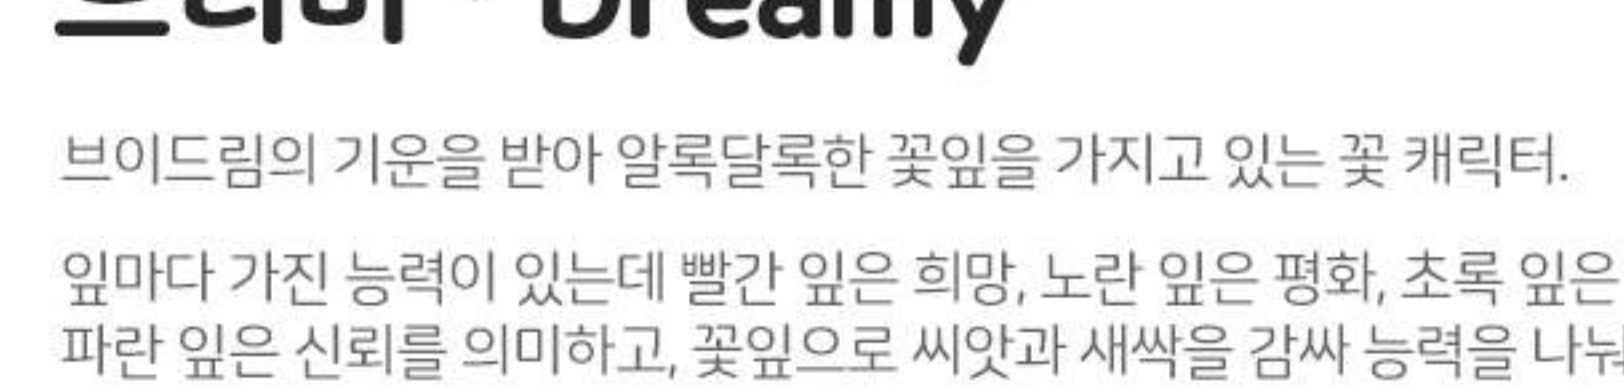 드리미 Dreamy
브이드림의 기운을 받아 알록달록한 꽃잎을 가지고 있는 꽃 캐릭터.
잎마다 가진 능력이 있는데 빨간 잎은 희망, 노란 잎은 평화, 초록 잎은
파란 잎은 신뢰를 의미하고, 꽃잎으로 씨앗과 새싹을 감싸 능력을